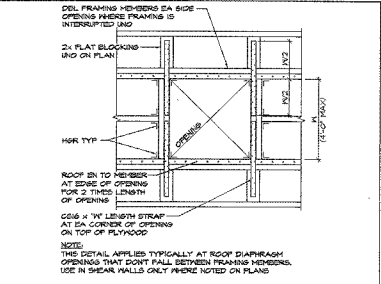 DBL FRAMING MEMBERS EA SIDE
OPENING WHERE FRAMING IS
INTERRUPTED UNO
2x FLAT BLOCKING
UNO ON PLAN
W/2
W/2
W
(4'-0" MAX)
OPENING
HGR TYP
ROOF EN TO MEMBER
AT EDGE OF OPENING
FOR 2 TIMES LENGTH
OF OPENING
CS16 x "W" LENGTH STRAP
AT EA CORNER OF OPENING
ON TOP OF PLYWOOD
NOTE:
THIS DETAIL APPLIES TYPICALLY AT ROOF DIAPHRAGM
OPENINGS THAT DON'T FALL BETWEEN FRAMING MEMBERS.
USE IN SHEAR WALLS ONLY WHERE NOTED ON PLANS